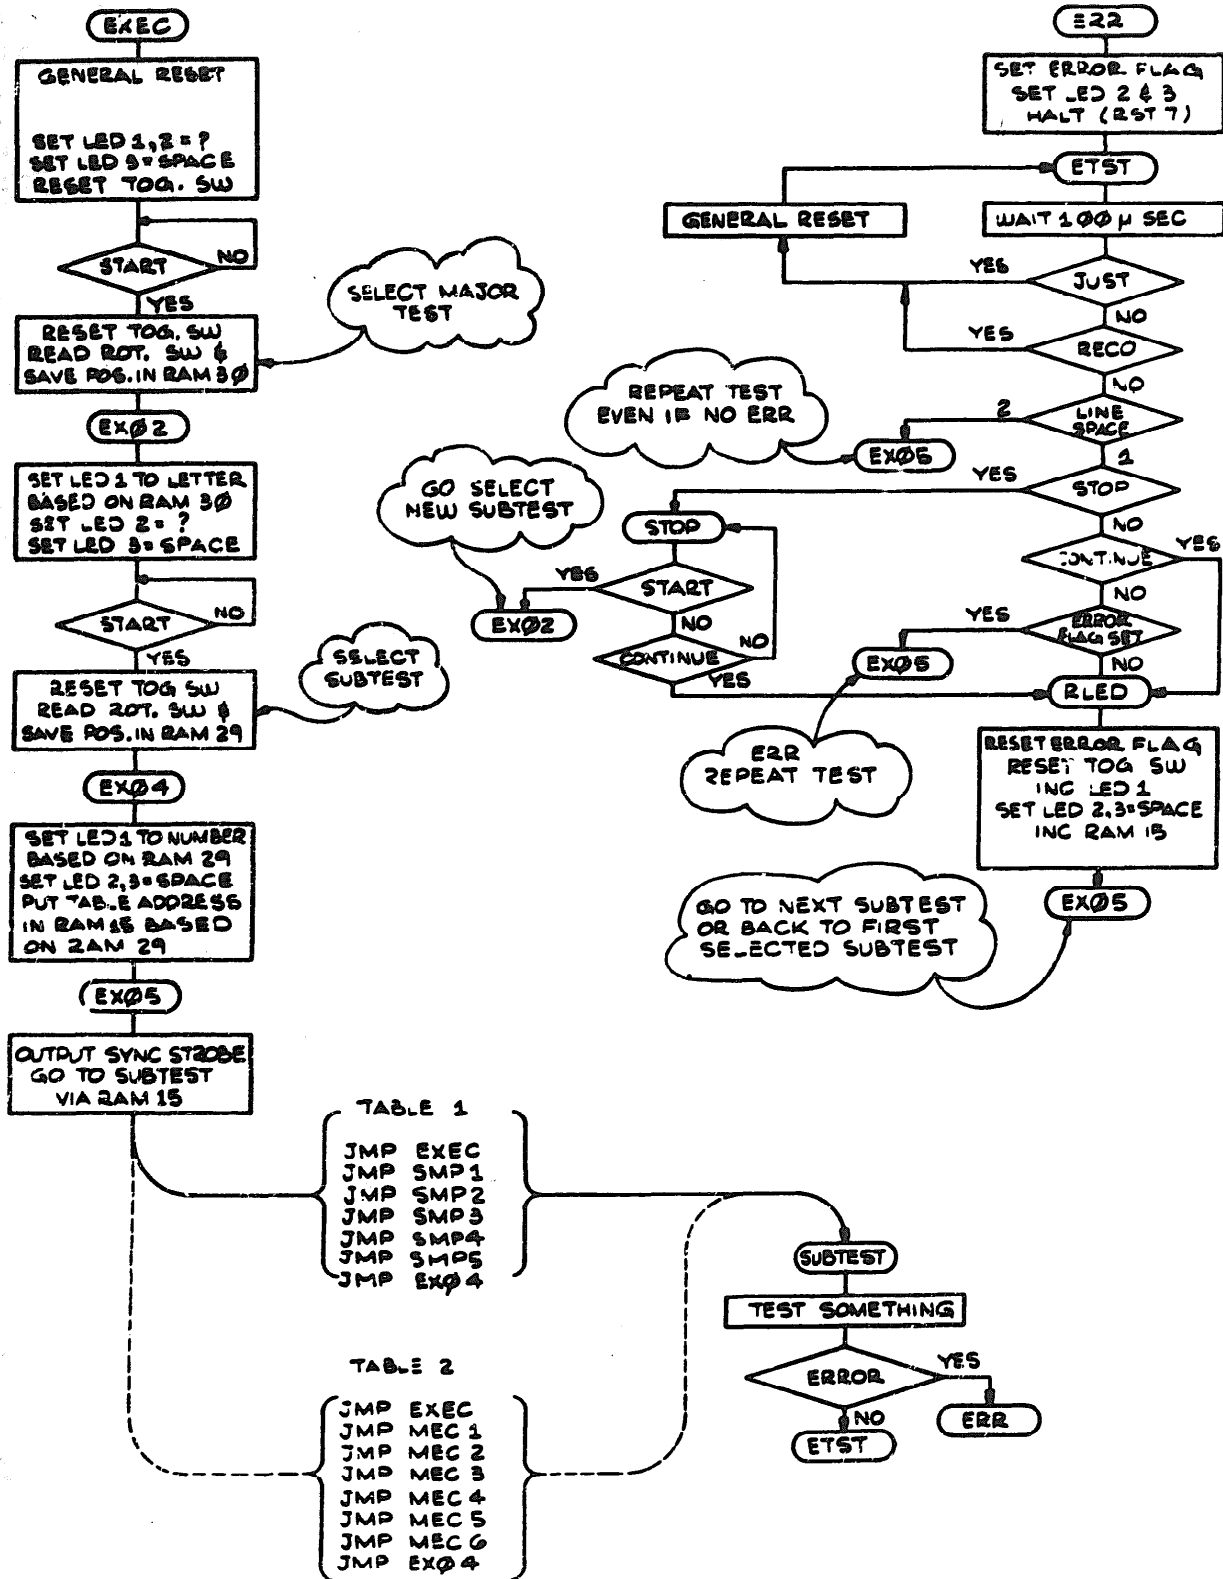 EXEC
GENERAL RESET
SET LED 1,2 = ?
SET LED 3 = SPACE
RESET TOG. SW
START
NO
YES
RESET TOG. SW
READ ROT. SW &
SAVE POS. IN RAM 3Ø
SELECT MAJOR
TEST
EXØ2
SET LED 1 TO LETTER
BASED ON RAM 3Ø
SET LED 2 = ?
SET LED 3 = SPACE
START
NO
YES
RESET TOG SW
READ ROT. SW &
SAVE POS. IN RAM 29
SELECT
SUBTEST
EXØ4
SET LED 1 TO NUMBER
BASED ON RAM 29
SET LED 2,3 = SPACE
PUT TABLE ADDRESS
IN RAM 15 BASED
ON RAM 29
EXØ5
OUTPUT SYNC STROBE
GO TO SUBTEST
VIA RAM 15
TABLE 1
JMP EXEC
JMP SMP1
JMP SMP2
JMP SMP3
JMP SMP4
JMP SMP5
JMP EXØ4
TABLE 2
JMP EXEC
JMP MEC 1
JMP MEC 2
JMP MEC 3
JMP MEC 4
JMP MEC 5
JMP MEC 6
JMP EXØ4
SUBTEST
TEST SOMETHING
ERROR
YES
NO
ERR
ETST
ERR
SET ERROR FLAG
SET LED 2 & 3
HALT (RST 7)
ETST
GENERAL RESET
WAIT 1ØØ µ SEC
YES
JUST
NO
YES
RECO
NO
REPEAT TEST
EVEN IF NO ERR
2
LINE
SPACE
EXØ5
1
YES
STOP
NO
GO SELECT
NEW SUBTEST
STOP
CONTINUE
YES
YES
START
NO
EXØ2
NO
YES
ERROR
FLAG SET
NO
CONTINUE
NO
YES
EXØ5
RLED
ERR
REPEAT TEST
RESET ERROR FLAG
RESET TOG SW
INC LED 1
SET LED 2,3 = SPACE
INC RAM 15
EXØ5
GO TO NEXT SUBTEST
OR BACK TO FIRST
SELECTED SUBTEST